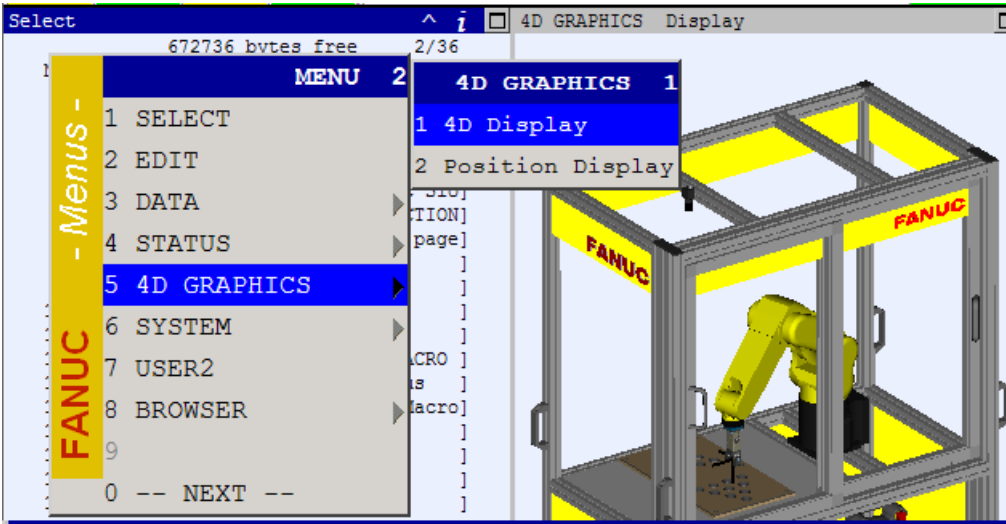 Select
4D GRAPHICS Display
672736 bytes free 2/36
MENU 2
4D GRAPHICS 1
1 SELECT
1 4D Display
2 EDIT
2 Position Display
3 DATA
4 STATUS
page]
5 4D GRAPHICS
6 SYSTEM
7 USER2
8 BROWSER
9
0 -- NEXT --
FANUC - Menus -
FANUC
FANUC